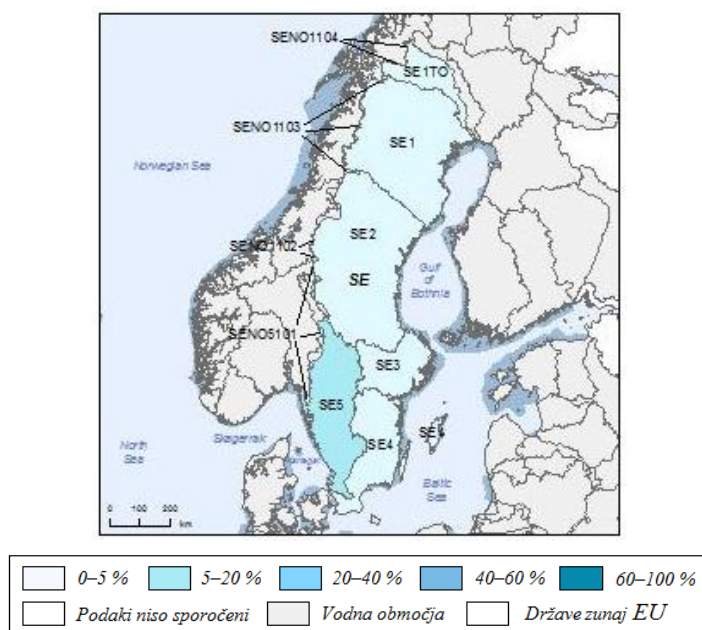 SENO1104
SE1TO
SENO1103
SE1
Norwegian Sea
SE2
SENO1102
SE
Gulf
of
Bothnia
SENO5101
SE3
SE5
SE4
North
Sea
Skagerrak
Baltic
Sea
0 100 200
km
0–5 % 5–20 % 20–40 % 40–60 % 60–100 %
Podaki niso sporočeni Vodna območja Države zunaj EU